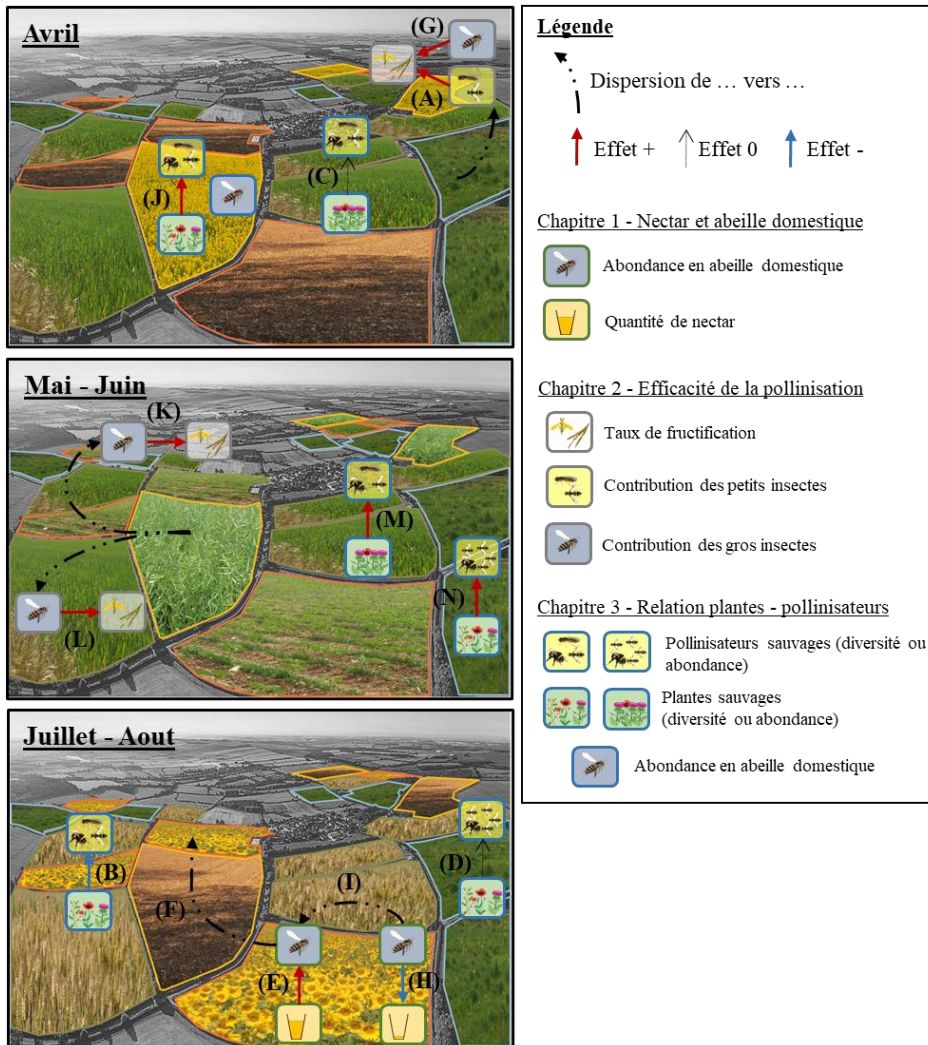 Avril
(G)
(A)
(C)
(J)
Mai - Juin
(K)
(M)
(N)
(L)
Juillet - Aout
(B)
(D)
(I)
(F)
(E)
(H)
Légende
Dispersion de … vers …
Effet +
Effet 0
Effet -
Chapitre 1 - Nectar et abeille domestique
Abondance en abeille domestique
Quantité de nectar
Chapitre 2 - Efficacité de la pollinisation
Taux de fructification
Contribution des petits insectes
Contribution des gros insectes
Chapitre 3 - Relation plantes - pollinisateurs
Pollinisateurs sauvages (diversité ou
abondance)
Plantes sauvages
(diversité ou abondance)
Abondance en abeille domestique